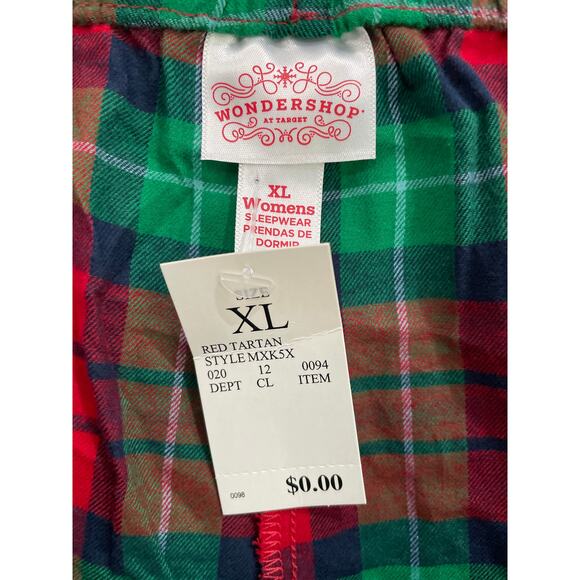 WONDERSHOP®
AT TARGET
XL
Womens
SLEEPWEAR
PRENDAS DE
DORMIR
SIZE
XL
RED TARTAN
STYLE MXK5X
020 12 0094
DEPT CL ITEM
0098 $0.00